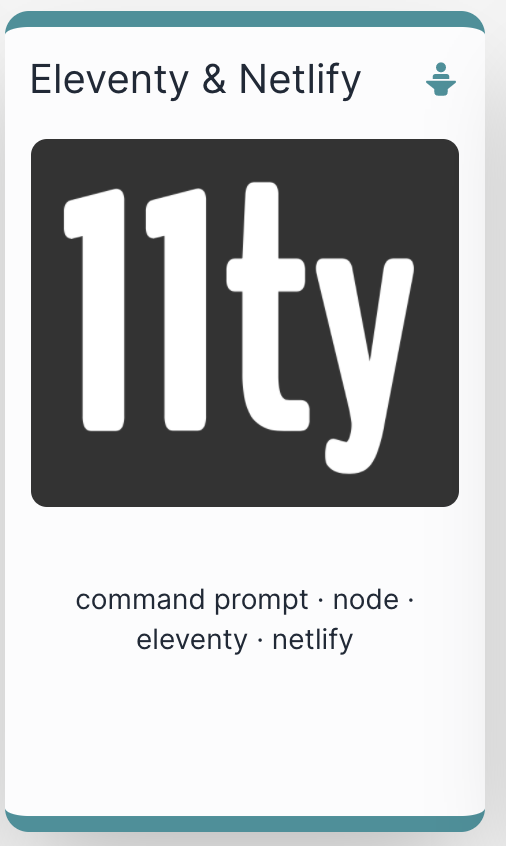 Eleventy & Netlify
11ty
command prompt · node ·
eleventy · netlify